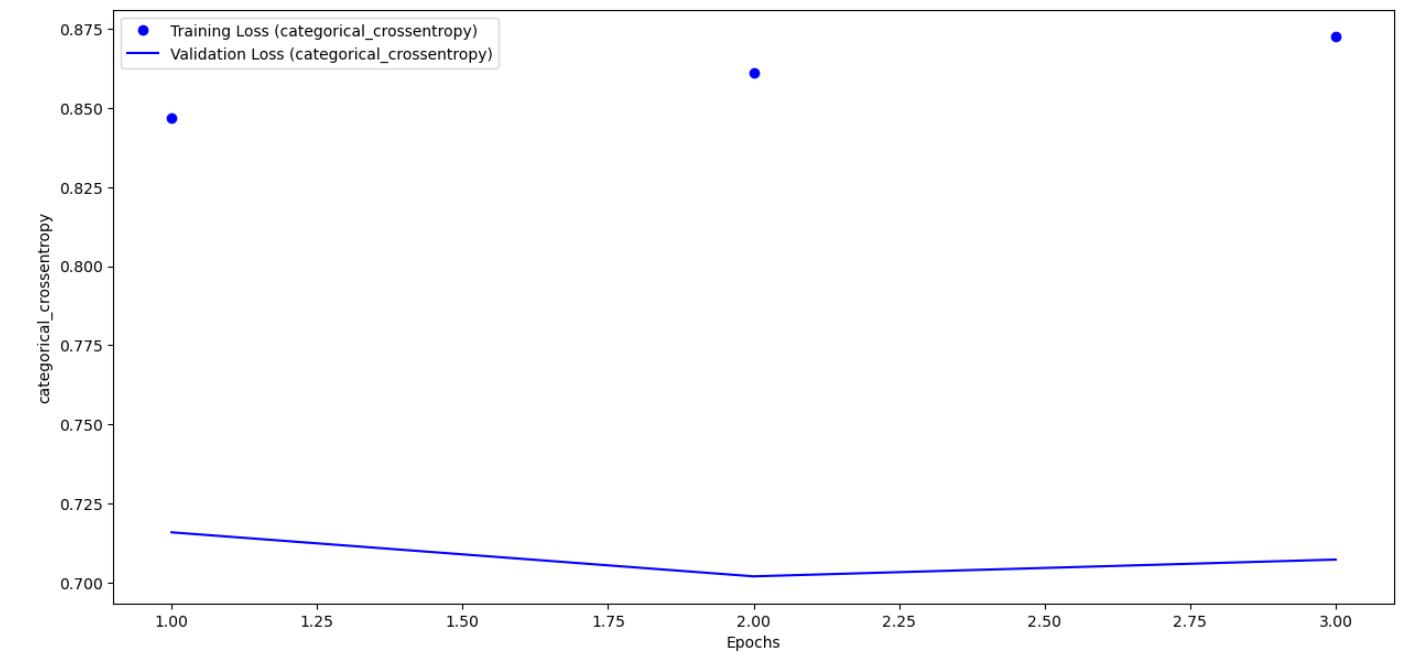 Training Loss (categorical_crossentropy)
Validation Loss (categorical_crossentropy)
0.875
0.850
0.825
0.800
0.775
0.750
0.725
0.700
categorical_crossentropy
1.00 1.25 1.50 1.75 2.00 2.25 2.50 2.75 3.00
Epochs